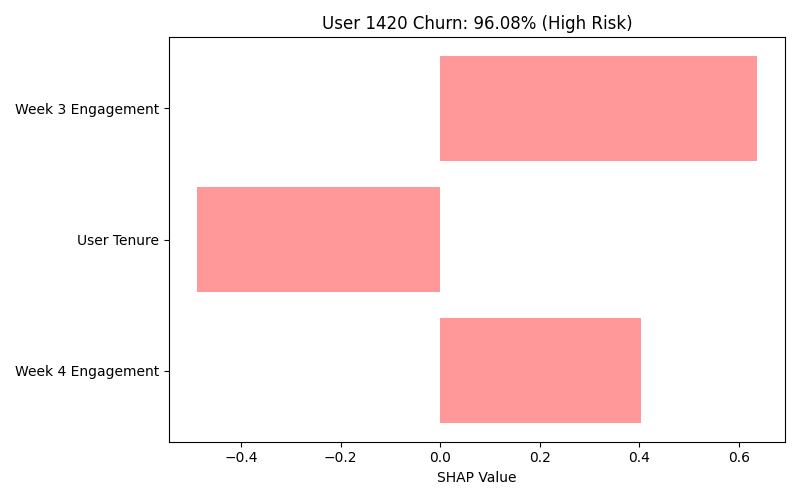 User 1420 Churn: 96.08% (High Risk)
Week 3 Engagement
User Tenure
Week 4 Engagement
−0.4 −0.2 0.0 0.2 0.4 0.6
SHAP Value